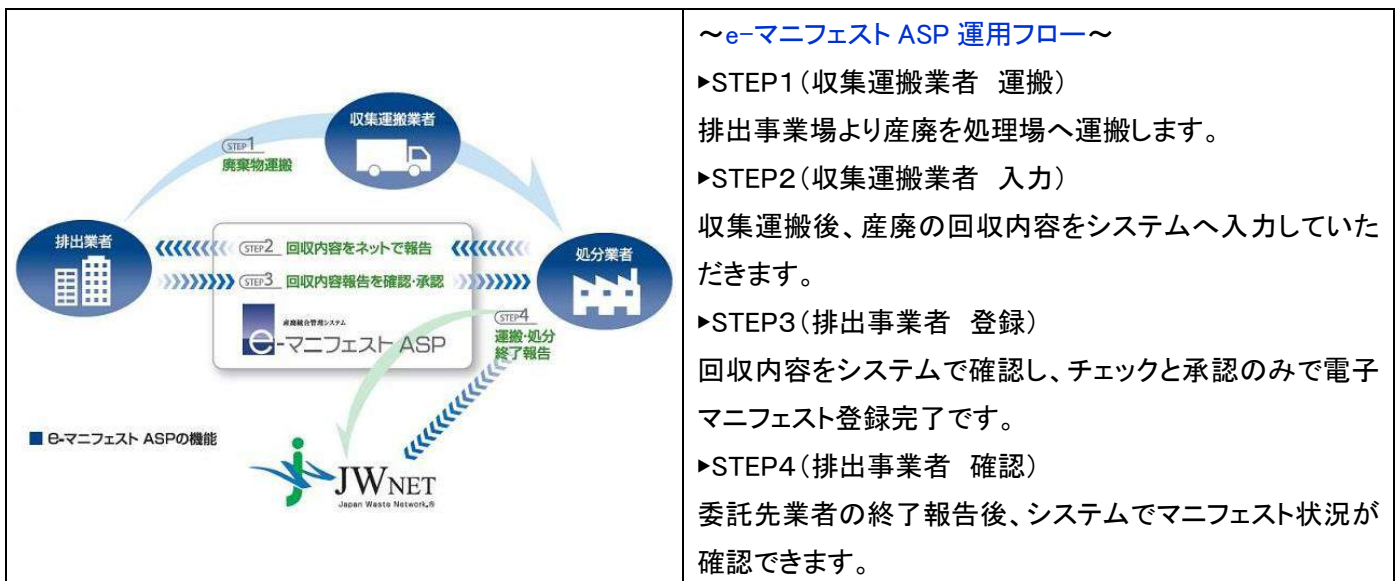 収集運搬業者
STEP1
廃棄物運搬
排出業者
STEP2 回収内容をネットで報告
処分業者
STEP3 回収内容報告を確認・承認
産廃統合管理システム
e-マニフェスト ASP
STEP4
運搬・処分
終了報告
■ e-マニフェスト ASPの機能
JWNET
Japan Waste Network.®
～e-マニフェスト ASP 運用フロー～
▶STEP1(収集運搬業者 運搬)
排出事業場より産廃を処理場へ運搬します。
▶STEP2(収集運搬業者 入力)
収集運搬後、産廃の回収内容をシステムへ入力していた
だきます。
▶STEP3(排出事業者 登録)
回収内容をシステムで確認し、チェックと承認のみで電子
マニフェスト登録完了です。
▶STEP4(排出事業者 確認)
委託先業者の終了報告後、システムでマニフェスト状況が
確認できます。